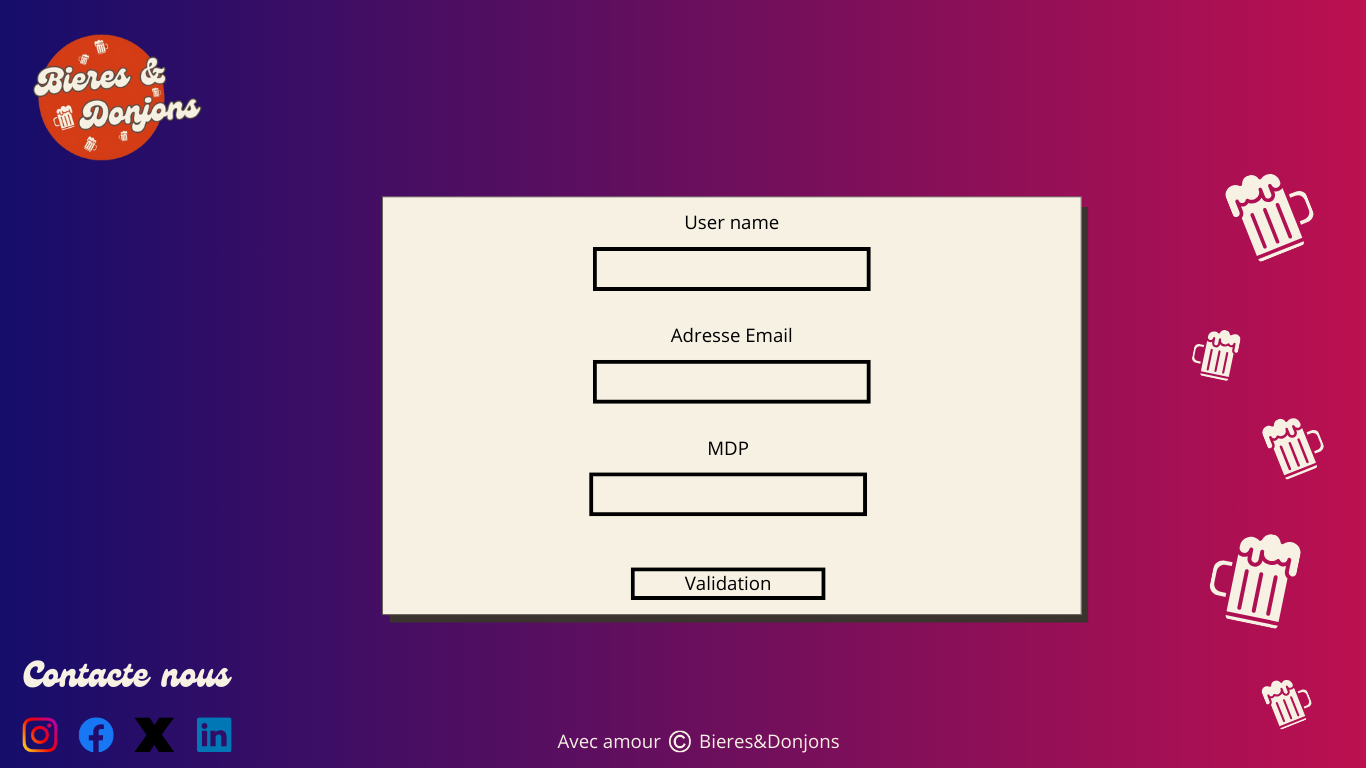 Bieres &
Donjons
User name
Adresse Email
MDP
Validation
Contacte nous
Avec amour © Bieres&Donjons